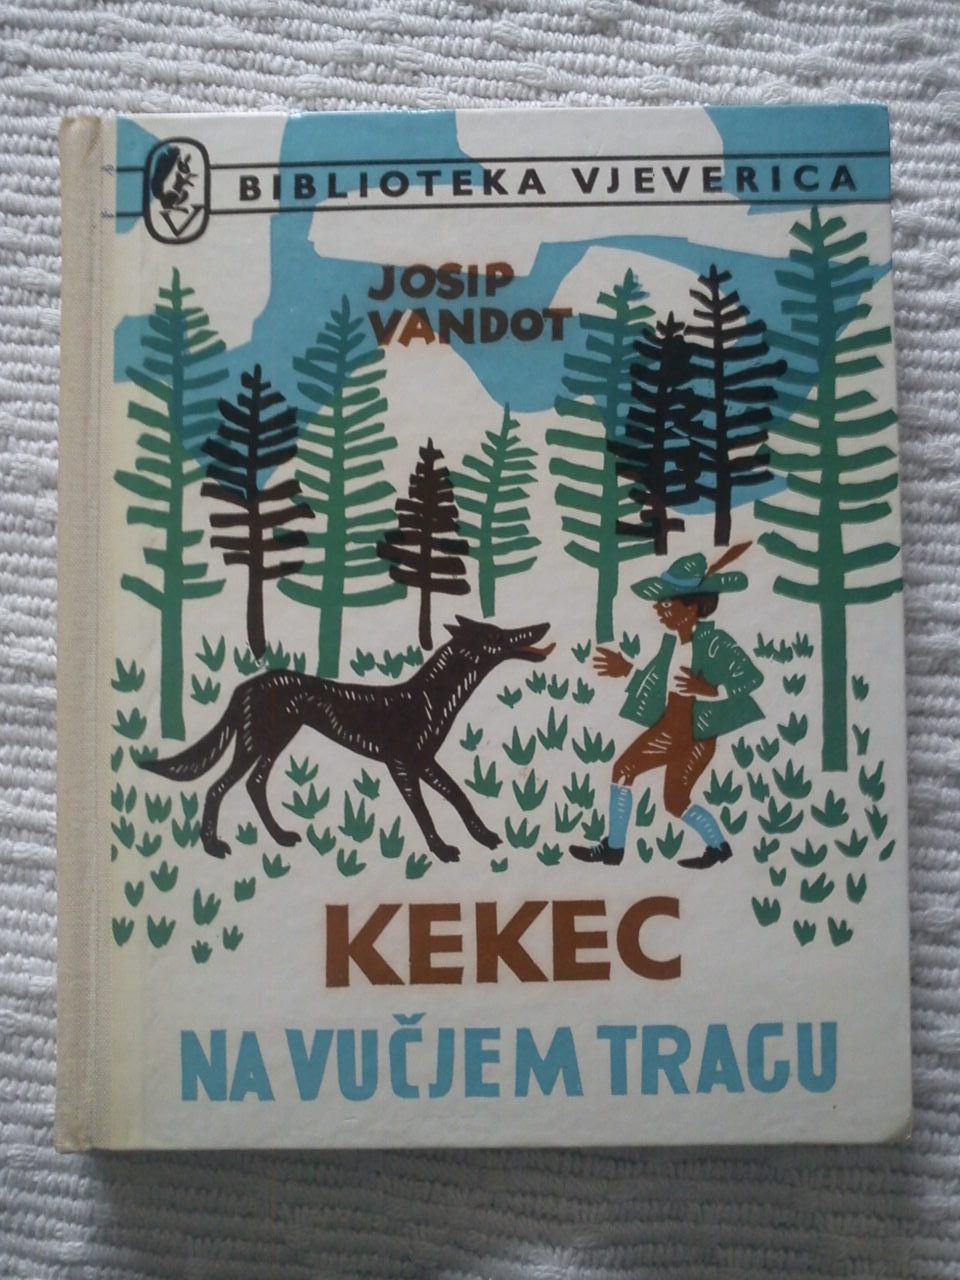 BIBLIOTEKA VJEVERICA
JOSIP
VANDOT
KEKEC
NA VUČJEM TRAGU